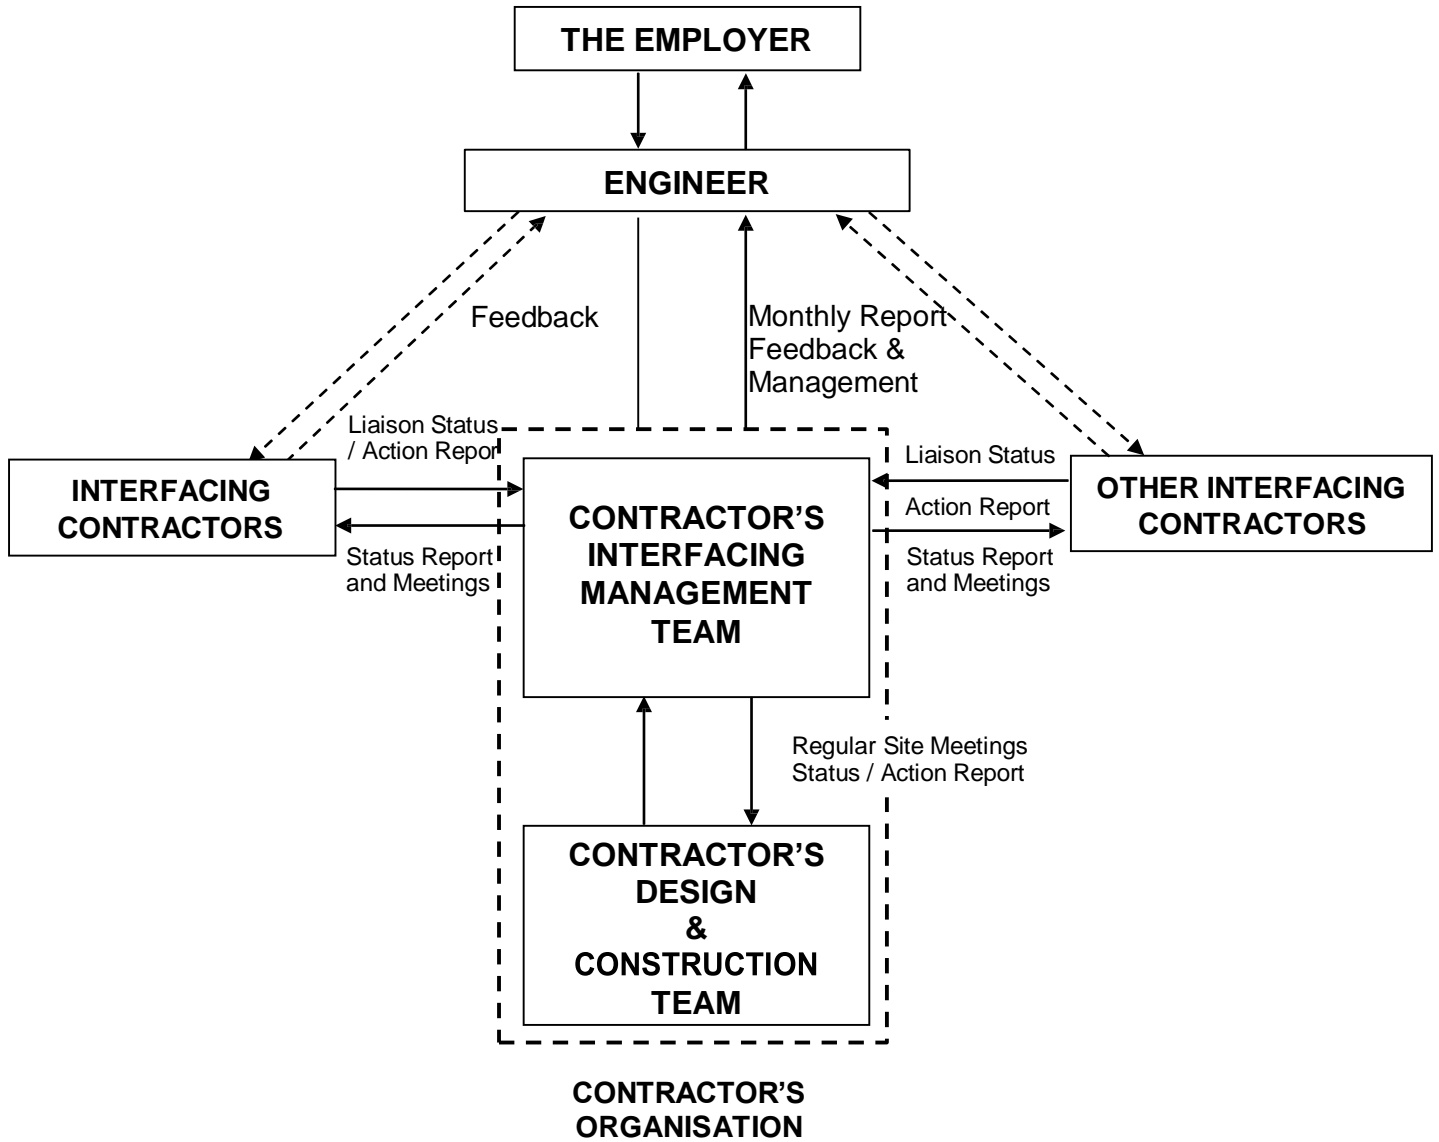 THE EMPLOYER
ENGINEER
Feedback
Monthly Report
Feedback &
Management
Liaison Status
/ Action Repor
INTERFACING
CONTRACTORS
Status Report
and Meetings
CONTRACTOR'S
INTERFACING
MANAGEMENT
TEAM
Liaison Status
Action Report
Status Report
and Meetings
OTHER INTERFACING
CONTRACTORS
Regular Site Meetings
Status / Action Report
CONTRACTOR'S
DESIGN
&
CONSTRUCTION
TEAM
CONTRACTOR'S
ORGANISATION